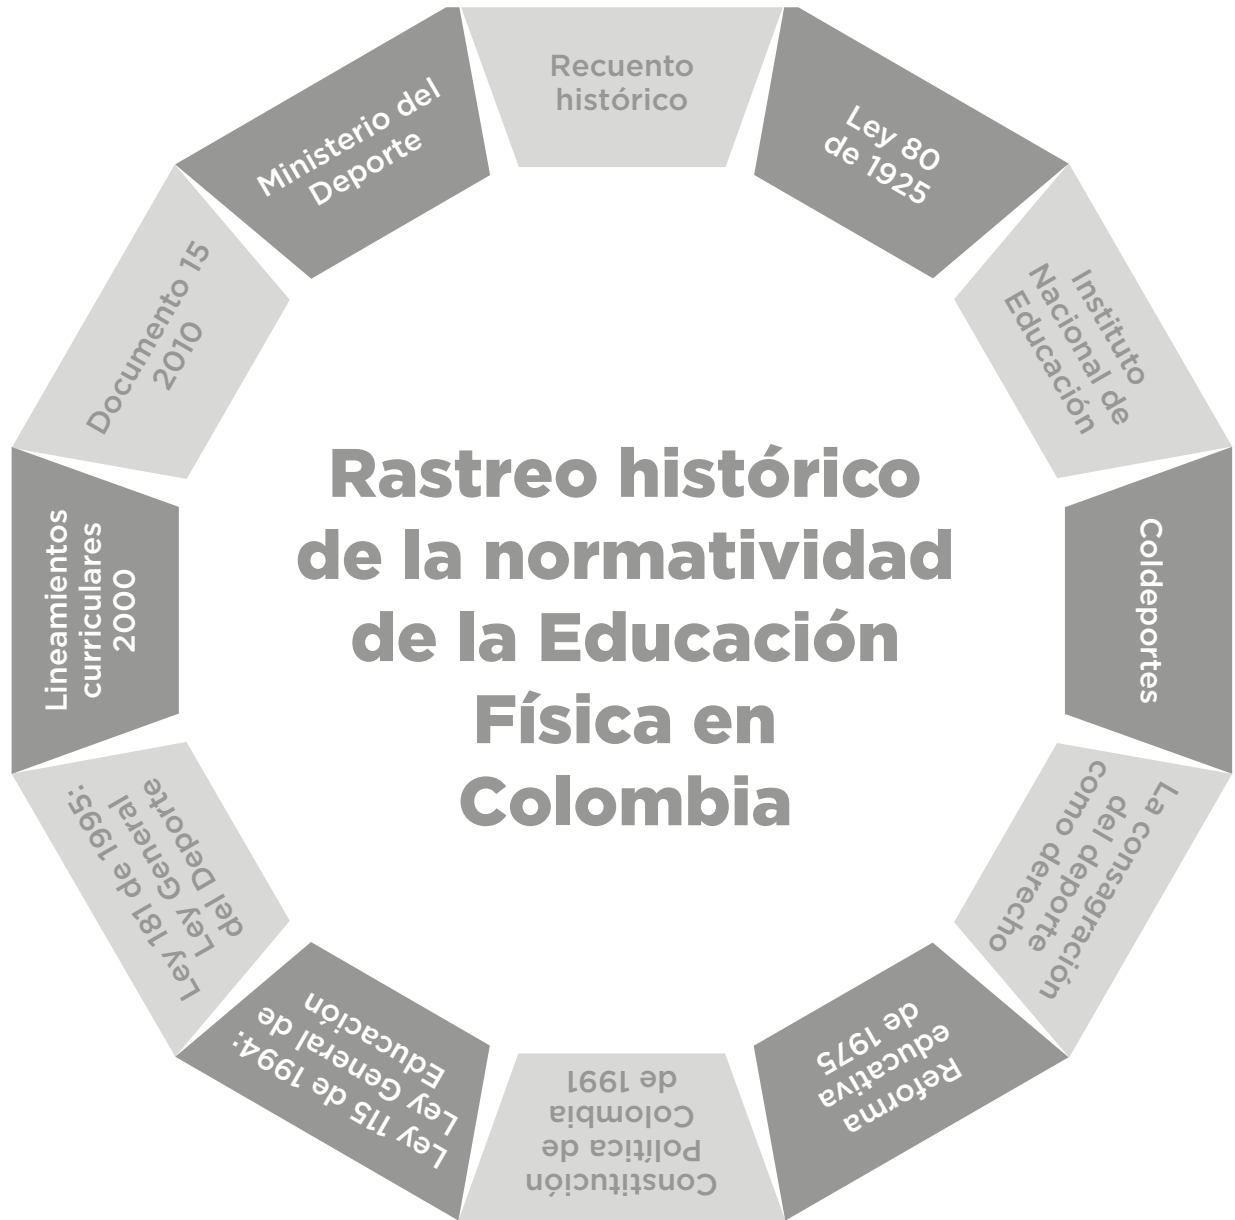 Recuento
histórico
Ley 80
de 1925
Instituto
Nacional de
Educación
Coldeportes
La consagración
del deporte
como derecho
Reforma
educativa
de 1975
Constitución
Política de
Colombia
de 1991
Ley 115 de 1994:
Ley General de
Educación
Ley 181 de 1995:
Ley General
del Deporte
Lineamientos
curriculares
2000
Documento 15
2010
Ministerio del
Deporte
Rastreo histórico
de la normatividad
de la Educación
Física en
Colombia